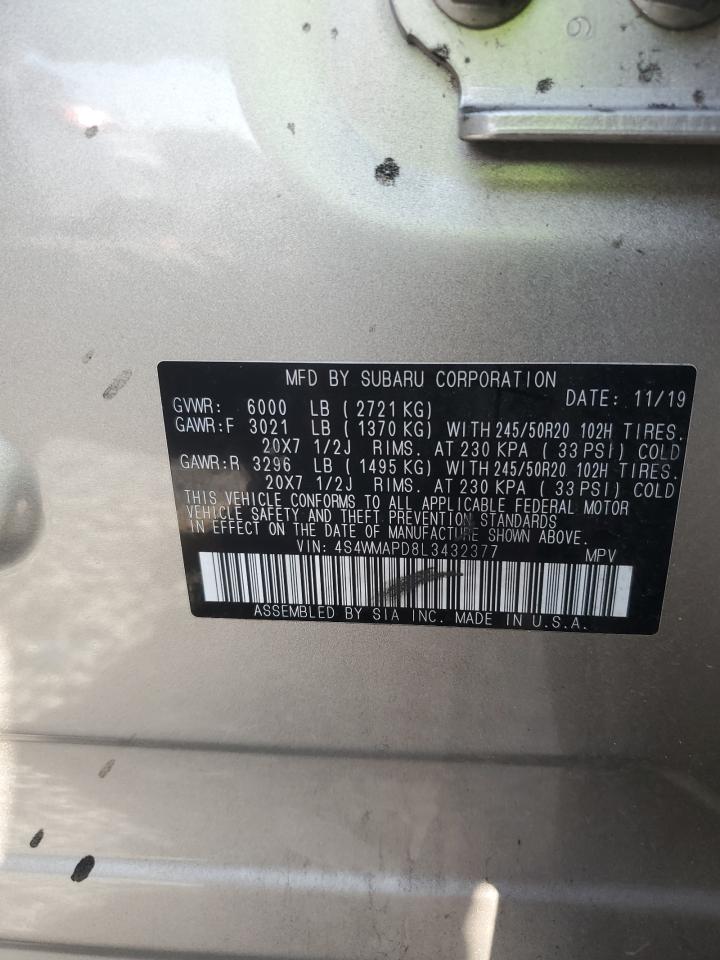 MFD BY SUBARU CORPORATION
DATE: 11/19
GVWR: 6000 LB ( 2721 KG)
GAWR:F 3021 LB ( 1370 KG) WITH 245/50R20 102H TIRES.
20X7 1/2J RIMS. AT 230 KPA ( 33 PSI) COLD
GAWR:R 3296 LB ( 1495 KG) WITH 245/50R20 102H TIRES.
20X7 1/2J RIMS. AT 230 KPA ( 33 PSI) COLD
THIS VEHICLE CONFORMS TO ALL APPLICABLE FEDERAL MOTOR
VEHICLE SAFETY AND THEFT PREVENTION STANDARDS
IN EFFECT ON THE DATE OF MANUFACTURE SHOWN ABOVE.
VIN: 4S4WMAPD8L3432377 MPV
ASSEMBLED BY SIA INC. MADE IN U.S.A.